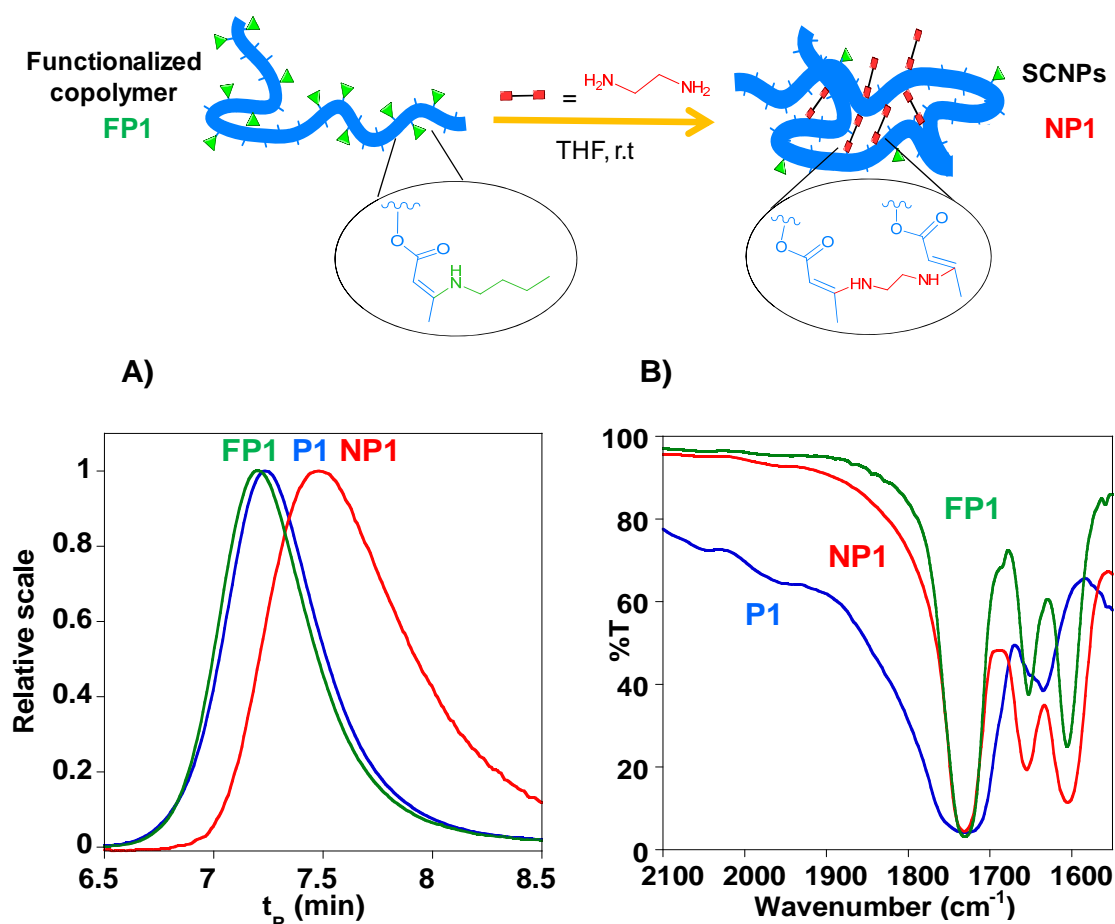 Functionalized
copolymer
FP1
= H2N NH2
THF, r.t
SCNPs
NP1
O O H N
O O O O HN NH
A)
B)
FP1 P1 NP1
Relative scale
1
0.8
0.6
0.4
0.2
0
6.5 7 7.5 8 8.5
tR (min)
FP1
NP1
P1
%T
100
80
60
40
20
0
2100 2000 1900 1800 1700 1600
Wavenumber (cm-1)